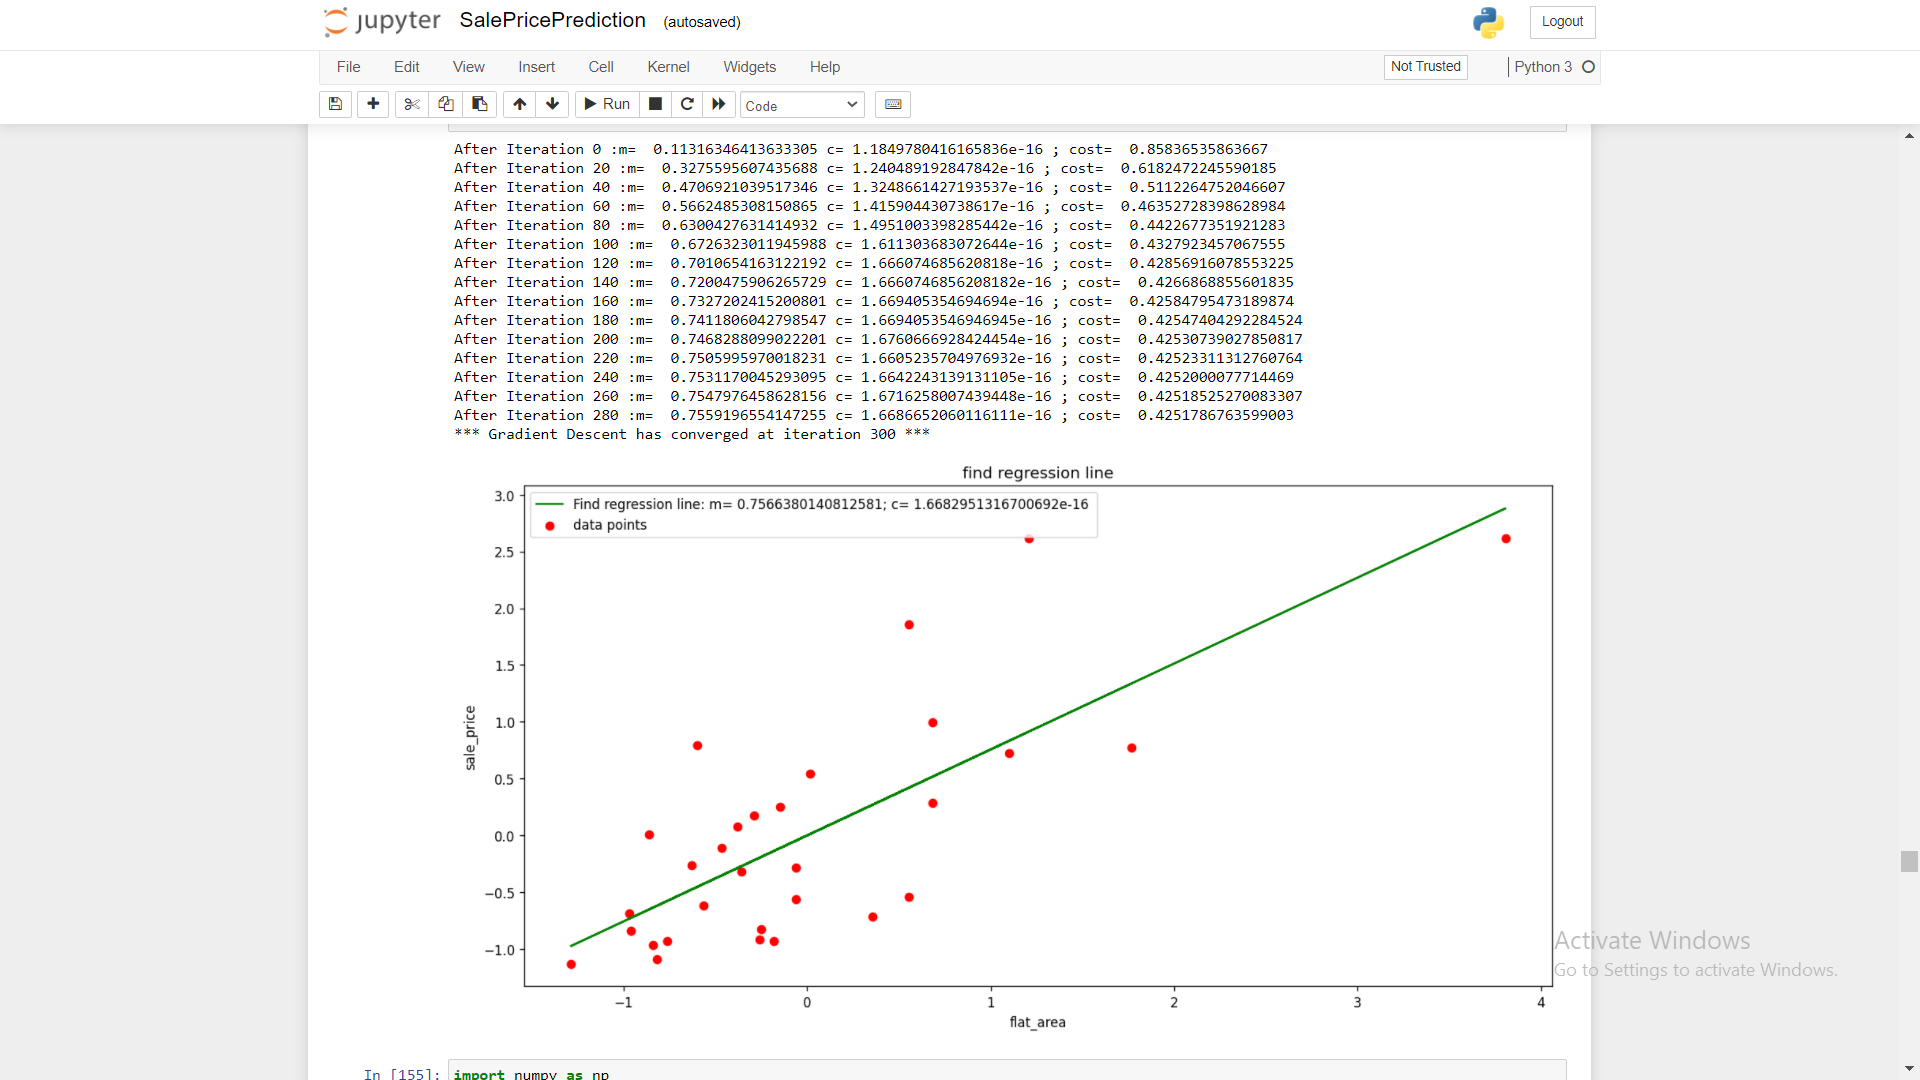 jupyter SalePricePrediction (autosaved) Logout
File Edit View Insert Cell Kernel Widgets Help Not Trusted Python 3
Run Code
After Iteration 0 :m=  0.11316346413633305 c= 1.1849780416165836e-16 ; cost=  0.85836535863667
After Iteration 20 :m=  0.3275595607435688 c= 1.240489192847842e-16 ; cost=  0.6182472245590185
After Iteration 40 :m=  0.4706921039517346 c= 1.3248661427193537e-16 ; cost=  0.5112264752046607
After Iteration 60 :m=  0.5662485308150865 c= 1.415904430738617e-16 ; cost=  0.46352728398628984
After Iteration 80 :m=  0.6300427631414932 c= 1.4951003398285442e-16 ; cost=  0.4422677351921283
After Iteration 100 :m=  0.6726323011945988 c= 1.611303683072644e-16 ; cost=  0.4327923457067555
After Iteration 120 :m=  0.7010654163122192 c= 1.666074685620818e-16 ; cost=  0.42856916078553225
After Iteration 140 :m=  0.7200475906265729 c= 1.6660746856208182e-16 ; cost=  0.4266868855601835
After Iteration 160 :m=  0.7327202415200801 c= 1.669405354694694e-16 ; cost=  0.42584795473189874
After Iteration 180 :m=  0.7411806042798547 c= 1.6694053546946945e-16 ; cost=  0.42547404292284524
After Iteration 200 :m=  0.7468288099022201 c= 1.6760666928424454e-16 ; cost=  0.42530739027850817
After Iteration 220 :m=  0.7505995970018231 c= 1.6605235704976932e-16 ; cost=  0.42523311312760764
After Iteration 240 :m=  0.7531170045293095 c= 1.6642243139131105e-16 ; cost=  0.4252000077714469
After Iteration 260 :m=  0.7547976458628156 c= 1.6716258007439448e-16 ; cost=  0.42518525270083307
After Iteration 280 :m=  0.7559196554147255 c= 1.6686652060116111e-16 ; cost=  0.4251786763599003
*** Gradient Descent has converged at iteration 300 ***
find regression line
Find regression line: m= 0.7566380140812581; c= 1.6682951316700692e-16
data points
3.0
2.5
2.0
1.5
1.0
0.5
0.0
−0.5
−1.0
sale_price
−1 0 1 2 3 4
flat_area
Activate Windows
Go to Settings to activate Windows.
In [155]: import numpy as np